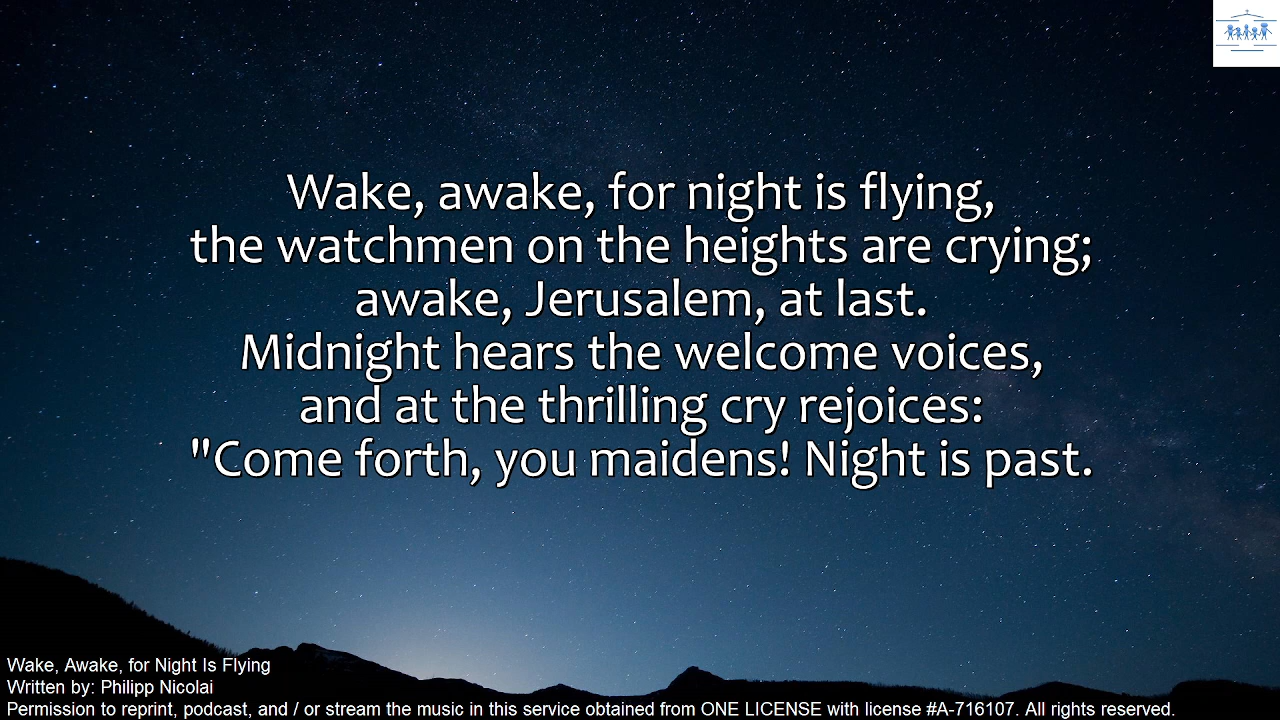 Wake, awake, for night is flying,
the watchmen on the heights are crying;
awake, Jerusalem, at last.
Midnight hears the welcome voices,
and at the thrilling cry rejoices:
"Come forth, you maidens! Night is past.
Wake, Awake, for Night Is Flying
Written by: Philipp Nicolai
Permission to reprint, podcast, and / or stream the music in this service obtained from ONE LICENSE with license #A-716107. All rights reserved.